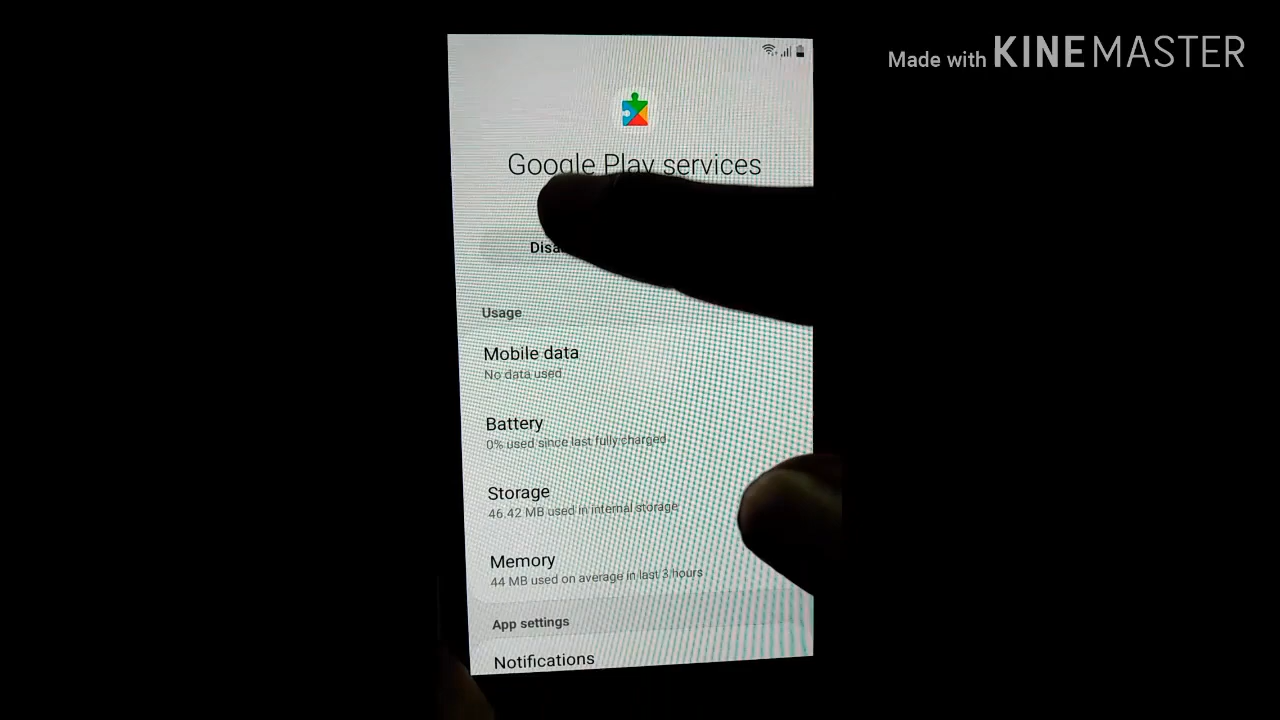 Made with KINEMASTER
Google Play services
Usage
Mobile data
No data used
Battery
0% used since last fully charged
Storage
46.42 MB used in internal storage
Memory
44 MB used on average in last 3 hours
App settings
Notifications